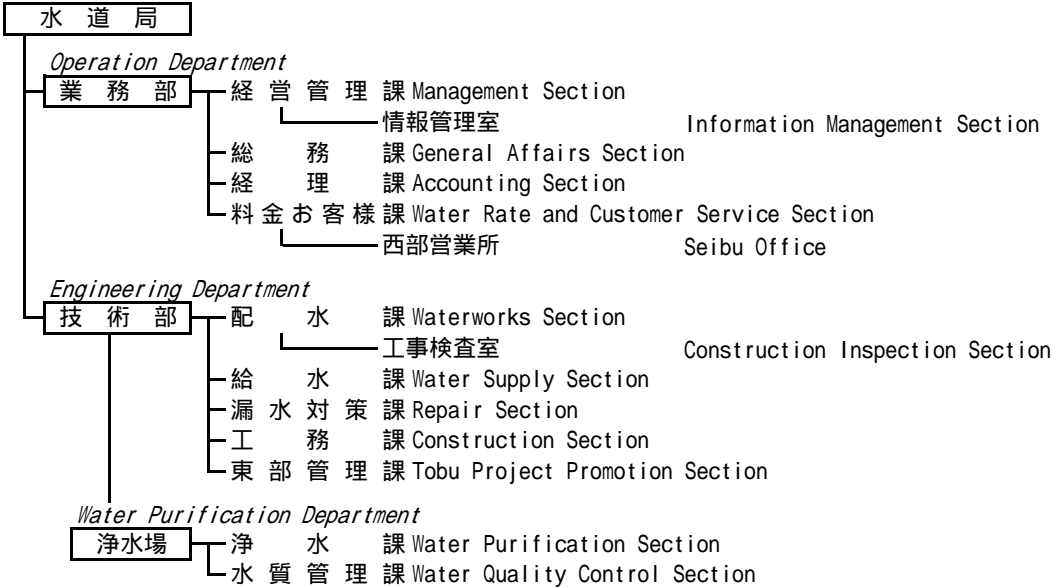 水道局
Operation Department
業務部 経営管理課 Management Section
情報管理室 Information Management Section
総務課 General Affairs Section
経理課 Accounting Section
料金お客様課 Water Rate and Customer Service Section
西部営業所 Seibu Office
Engineering Department
技術部 配水課 Waterworks Section
工事検査室 Construction Inspection Section
給水課 Water Supply Section
漏水対策課 Repair Section
工務課 Construction Section
東部管理課 Tobu Project Promotion Section
Water Purification Department
浄水場 浄水課 Water Purification Section
水質管理課 Water Quality Control Section